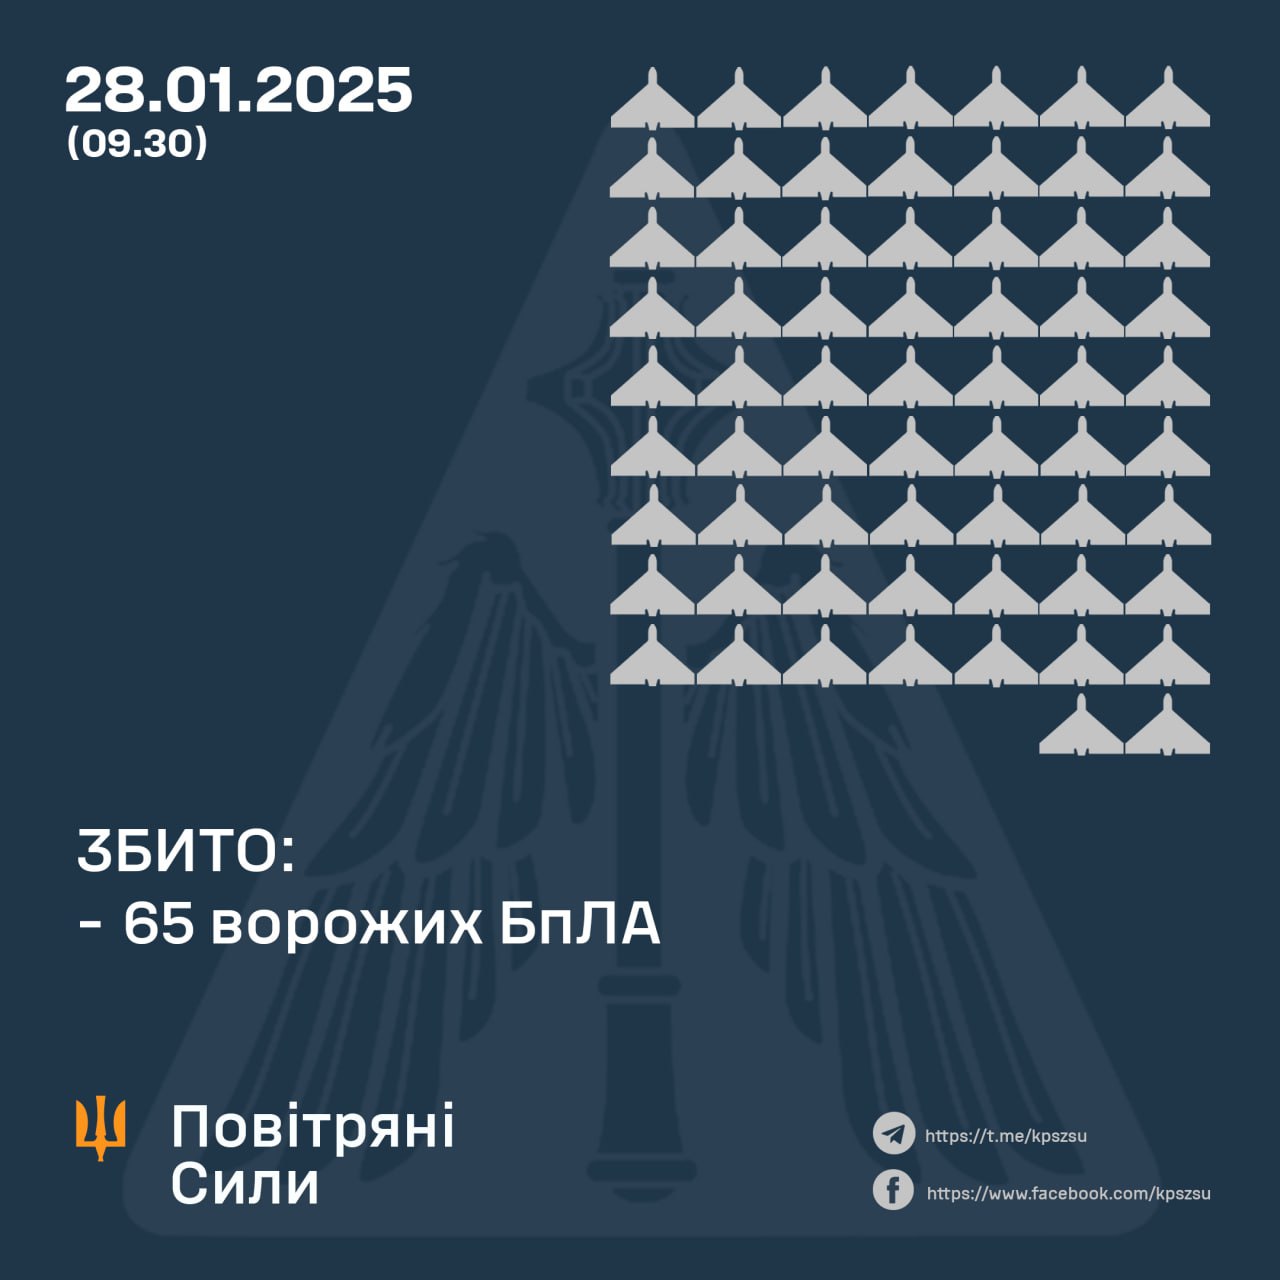 28.01.2025
(09.30)
ЗБИТО:
- 65 ворожих БпЛА
Повітряні
Сили
https://t.me/kpszsu
https://www.facebook.com/kpszsu